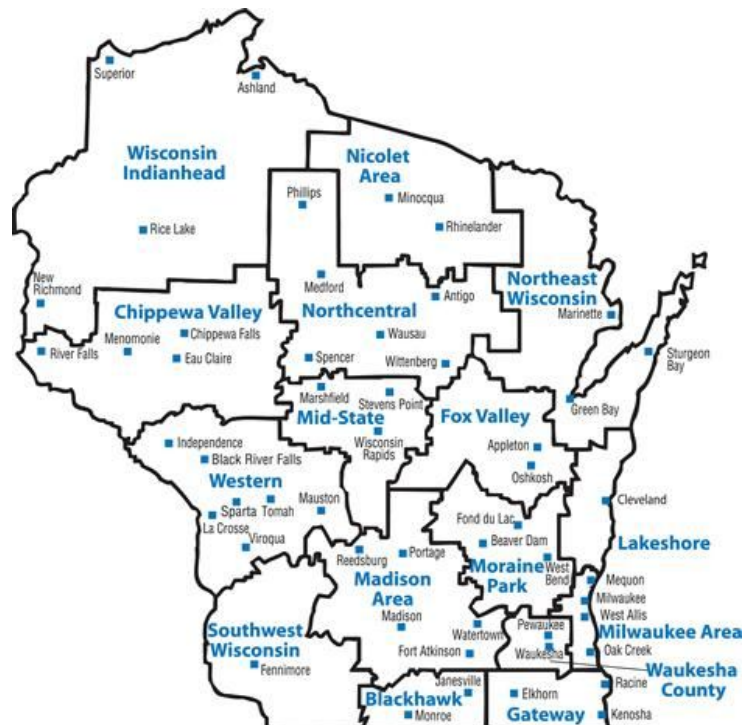 Superior
Ashland
Wisconsin
Indianhead
Nicolet
Area
Phillips
Minocqua
Rice Lake
Rhinelander
New
Richmond
Medford
Antigo
Northeast
Wisconsin
Chippewa Valley
Northcentral
Marinette
Chippewa Falls
Wausau
Menomonie
River Falls
Eau Claire
Spencer
Wittenberg
Sturgeon
Bay
Marshfield
Stevens Point
Mid-State
Fox Valley
Green Bay
Wisconsin
Rapids
Independence
Appleton
Black River Falls
Oshkosh
Western
Mauston
Cleveland
Sparta
Tomah
La Crosse
Viroqua
Fond du Lac
Beaver Dam
Lakeshore
Reedsburg
Portage
Moraine
Park
West
Bend
Mequon
Madison
Area
Milwaukee
West Allis
Madison
Watertown
Pewaukee
Milwaukee Area
Southwest
Wisconsin
Fort Atkinson
Waukesha
Oak Creek
Fennimore
Waukesha
County
Janesville
Blackhawk
Elkhorn
Racine
Monroe
Gateway
Kenosha